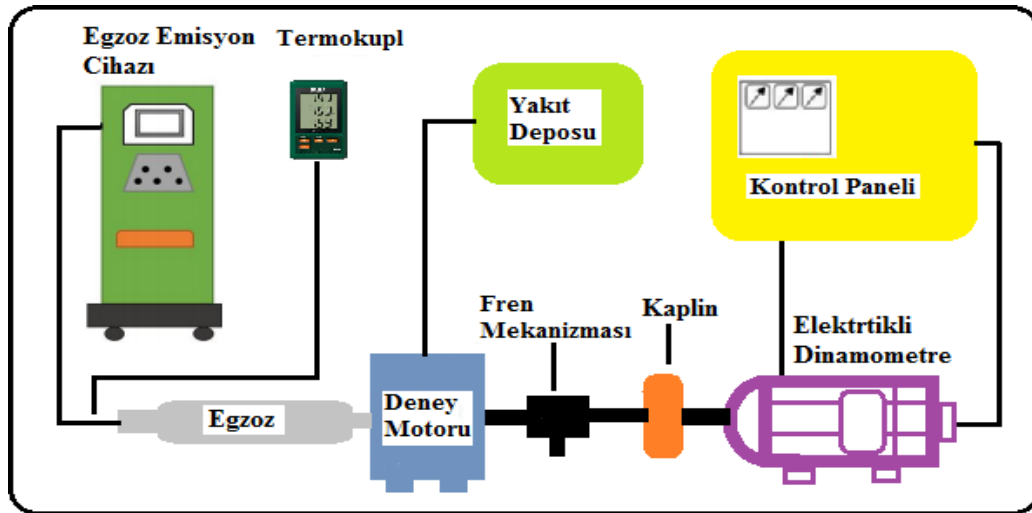 Egzoz Emisyon
Cihazı
Termokupl
Yakıt
Deposu
Kontrol Paneli
Fren
Mekanizması
Kaplin
Elektrtikli
Dinamometre
Egzoz
Deney
Motoru